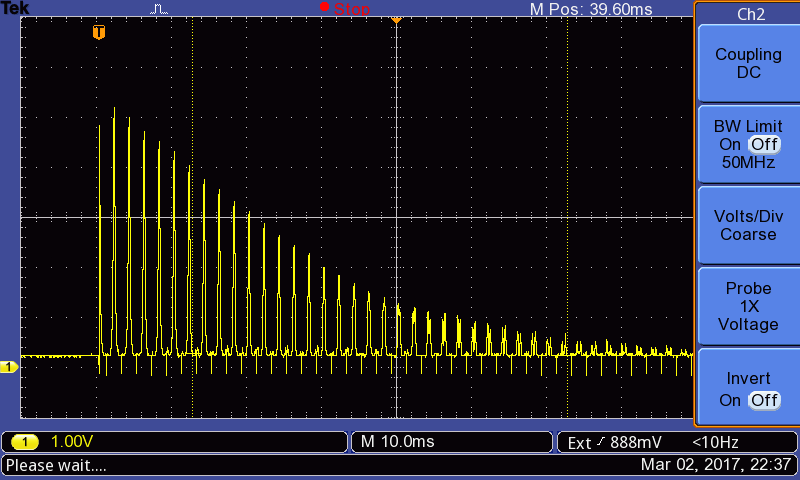 Tek
Stop
M Pos: 39.60ms
T
1
Ch2
Coupling
DC
BW Limit
On Off
50MHz
Volts/Div
Coarse
Probe
1X
Voltage
Invert
On Off
1 1.00V
M 10.0ms
Ext 888mV <10Hz
Please wait....
Mar 02, 2017, 22:37